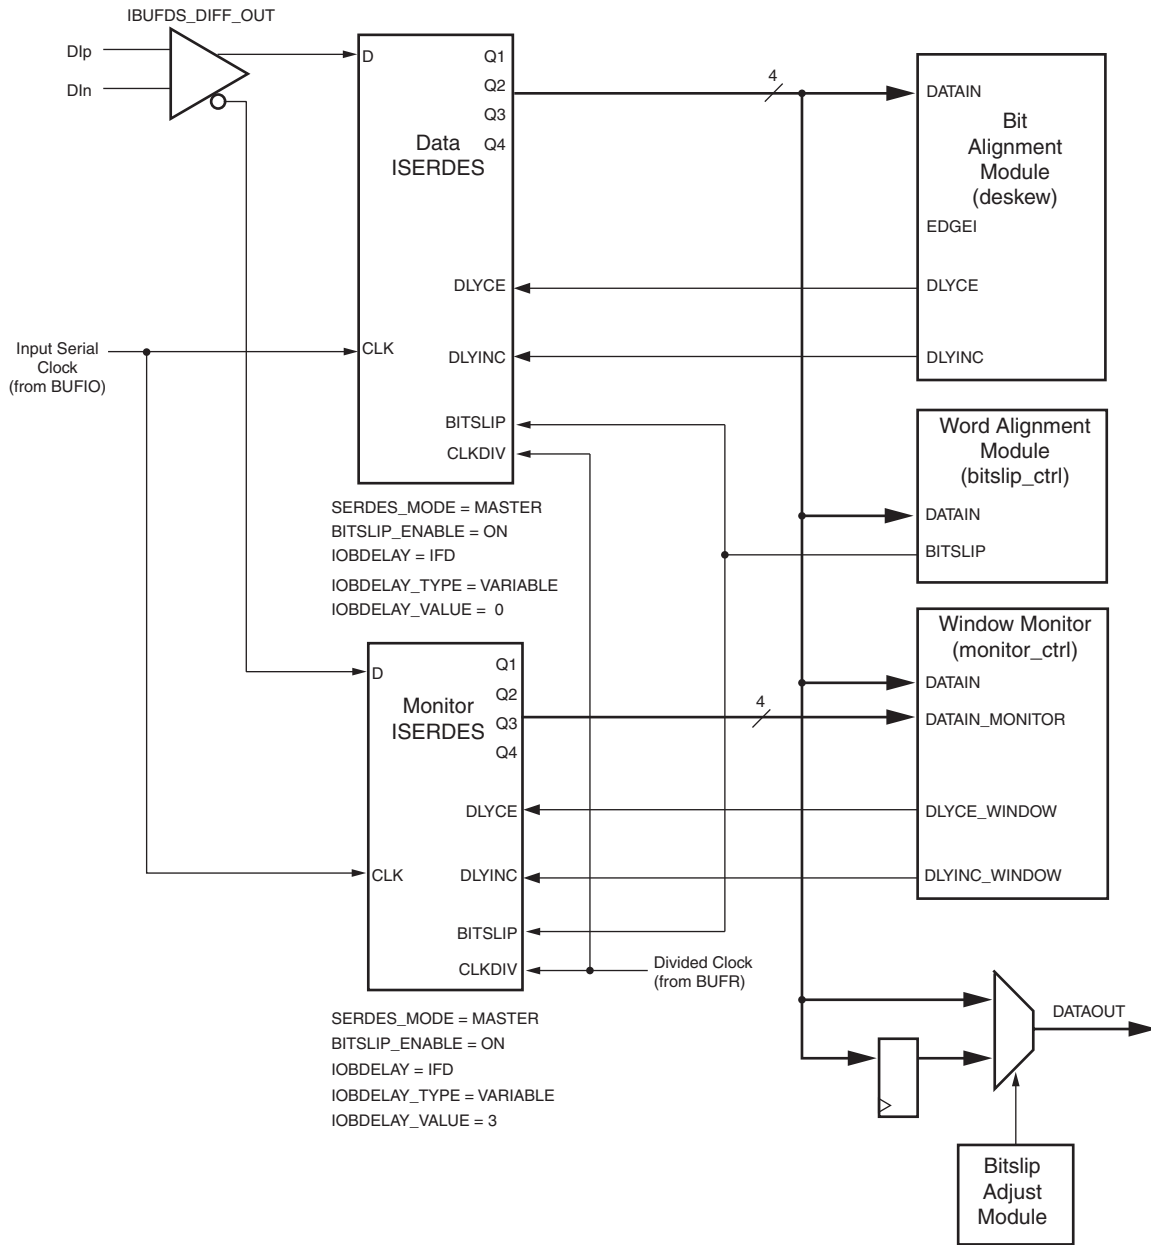 IBUFDS_DIFF_OUT
DIp
DIn
D
Q1
Q2
Q3
Q4
Data
ISERDES
DLYCE
CLK
DLYINC
BITSLIP
CLKDIV
4
DATAIN
Bit
Alignment
Module
(deskew)
EDGEI
DLYCE
DLYINC
Input Serial
Clock
(from BUFIO)
Word Alignment
Module
(bitslip_ctrl)
DATAIN
BITSLIP
SERDES_MODE = MASTER
BITSLIP_ENABLE = ON
IOBDELAY = IFD
IOBDELAY_TYPE = VARIABLE
IOBDELAY_VALUE = 0
Window Monitor
(monitor_ctrl)
DATAIN
DATAIN_MONITOR
DLYCE_WINDOW
DLYINC_WINDOW
D
Q1
Q2
Q3
Q4
Monitor
ISERDES
4
DLYCE
CLK
DLYINC
BITSLIP
CLKDIV
Divided Clock
(from BUFR)
SERDES_MODE = MASTER
BITSLIP_ENABLE = ON
IOBDELAY = IFD
IOBDELAY_TYPE = VARIABLE
IOBDELAY_VALUE = 3
DATAOUT
Bitslip
Adjust
Module